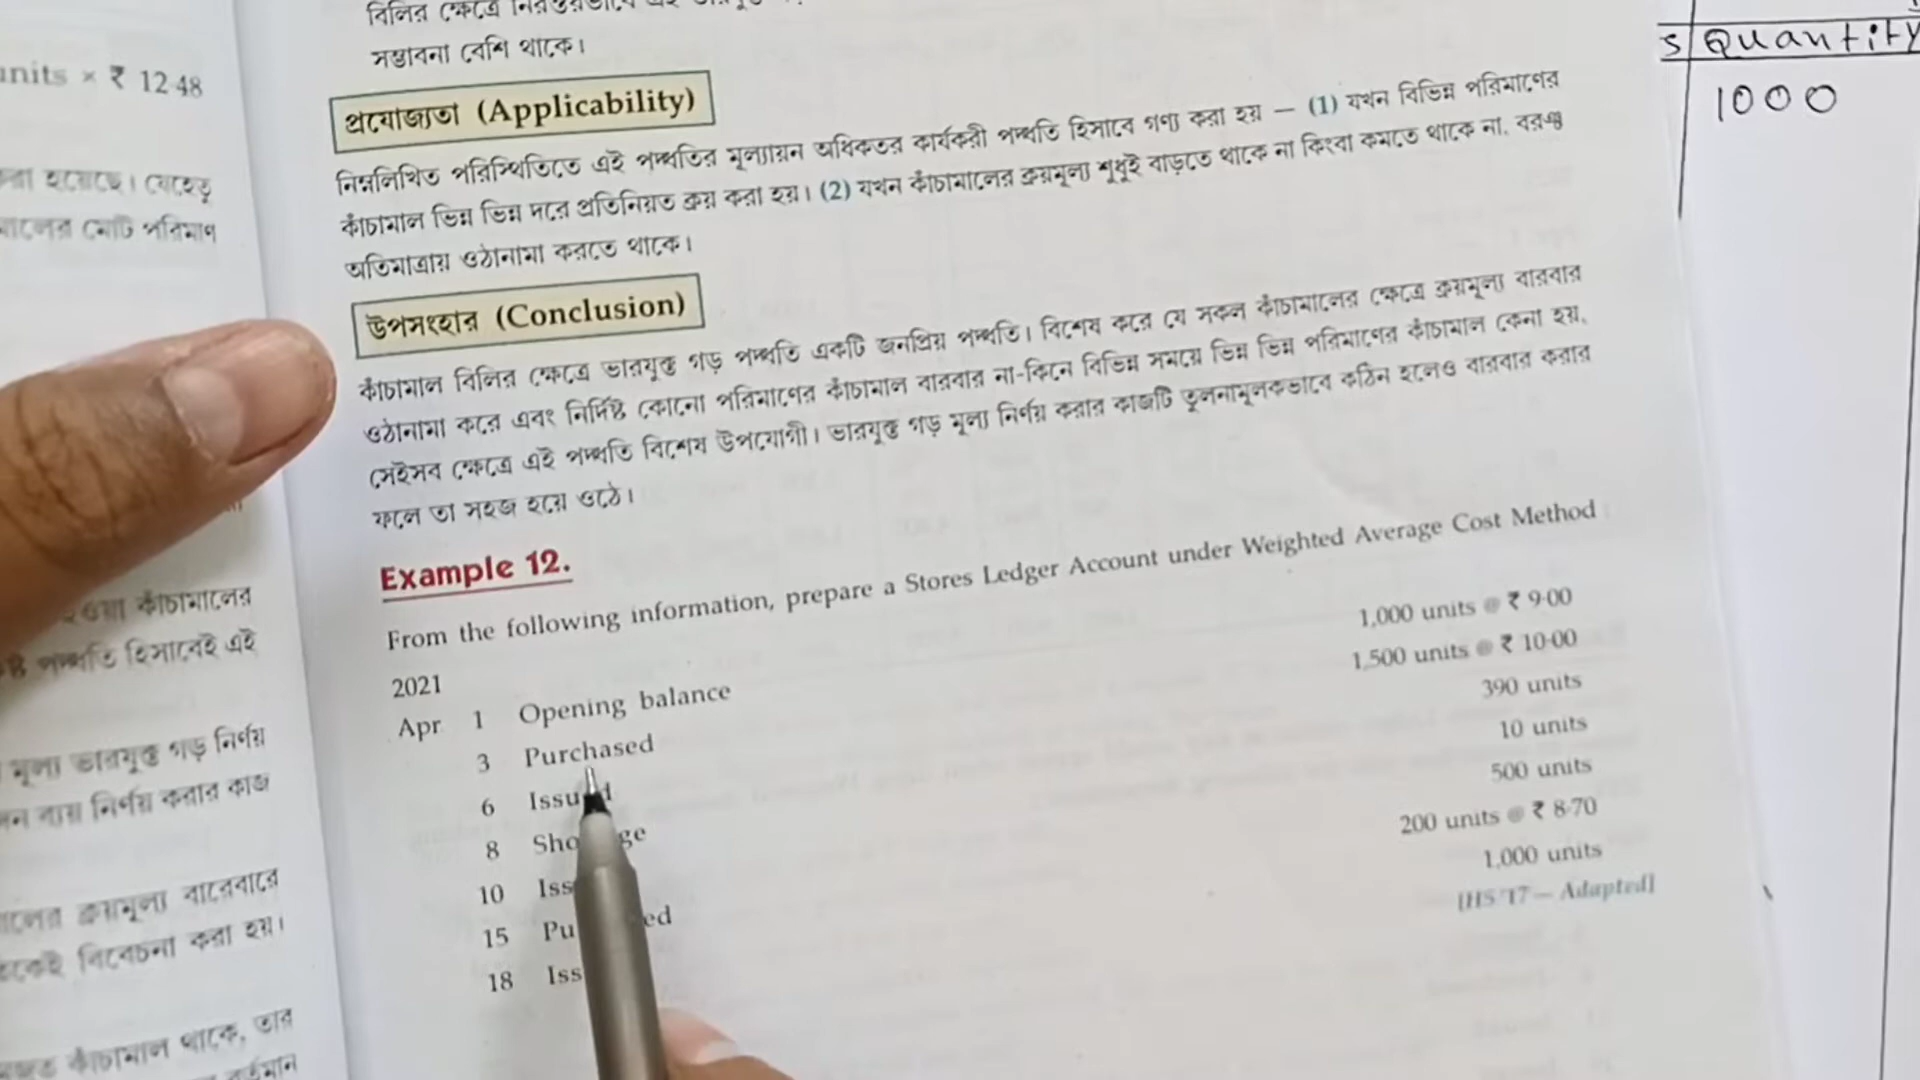 units × ₹ 12·48
সম্ভাবনা বেশি থাকে।
s Quantity
1000
প্রযোজ্যতা (Applicability)
নিম্নলিখিত পরিস্থিতিতে এই পদ্ধতির মূল্যায়ন অধিকতর কার্যকরী পদ্ধতি হিসাবে গণ্য করা হয় — (1) যখন বিভিন্ন পরিমাণের
কাঁচামাল ভিন্ন ভিন্ন দরে প্রতিনিয়ত ক্রয় করা হয়। (2) যখন কাঁচামালের ক্রয়মূল্য শুধুই বাড়তে থাকে না কিংবা কমতে থাকে না, বরঞ্চ
অতিমাত্রায় ওঠানামা করতে থাকে।
উপসংহার (Conclusion)
কাঁচামাল বিলির ক্ষেত্রে ভারযুক্ত গড় পদ্ধতি একটি জনপ্রিয় পদ্ধতি। বিশেষ করে যে সকল কাঁচামালের ক্ষেত্রে ক্রয়মূল্য বারবার
ওঠানামা করে এবং নির্দিষ্ট কোনো পরিমাণের কাঁচামাল বারবার না-কিনে বিভিন্ন সময়ে ভিন্ন ভিন্ন পরিমাণের কাঁচামাল কেনা হয়,
সেইসব ক্ষেত্রে এই পদ্ধতি বিশেষ উপযোগী। ভারযুক্ত গড় মূল্য নির্ণয় করার কাজটি তুলনামূলকভাবে কঠিন হলেও বারবার করার
ফলে তা সহজ হয়ে ওঠে।
Example 12.
From the following information, prepare a Stores Ledger Account under Weighted Average Cost Method
2021
Apr 1 Opening balance 1,000 units @ ₹ 9·00
3 Purchased 1,500 units @ ₹ 10·00
6 Issued 390 units
8 Shortage 10 units
10 Iss 500 units
15 Pu ed 200 units @ ₹ 8·70
18 Iss 1,000 units
[HS '17 – Adapted]